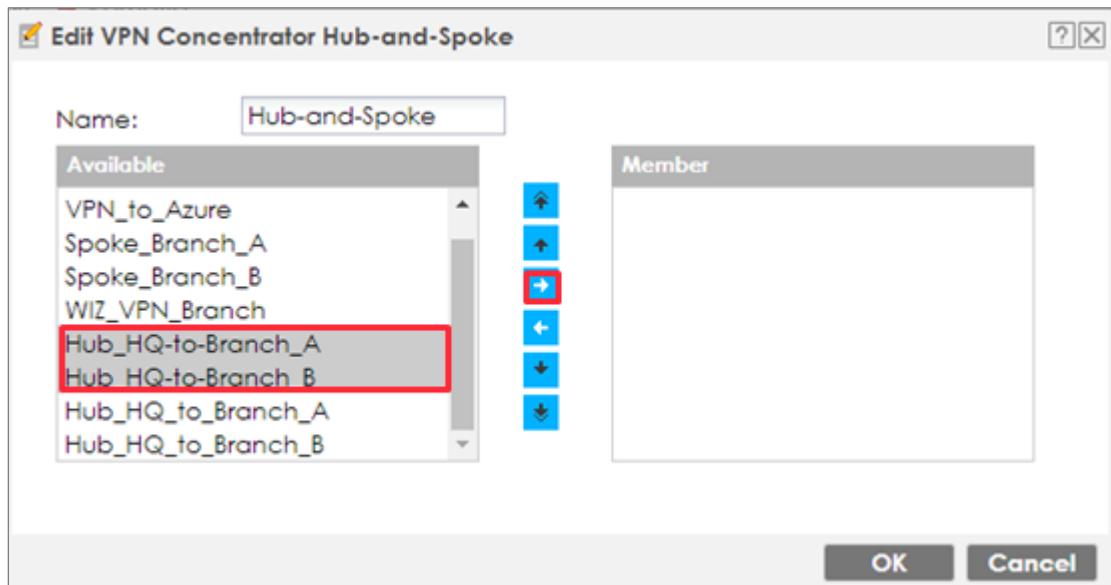 Edit VPN Concentrator Hub-and-Spoke
Name: Hub-and-Spoke
Available
Member
VPN_to_Azure
Spoke_Branch_A
Spoke_Branch_B
WIZ_VPN_Branch
Hub_HQ-to-Branch_A
Hub_HQ-to-Branch_B
Hub_HQ_to_Branch_A
Hub_HQ_to_Branch_B
OK Cancel